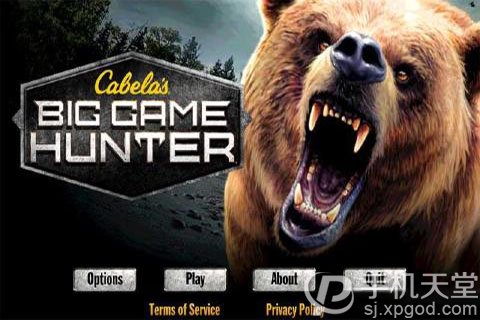 Cabela's
BIG GAME
HUNTER
Options Play About Quit
手机天堂
Terms of Service Privacy Policy
sj.xpgod.com